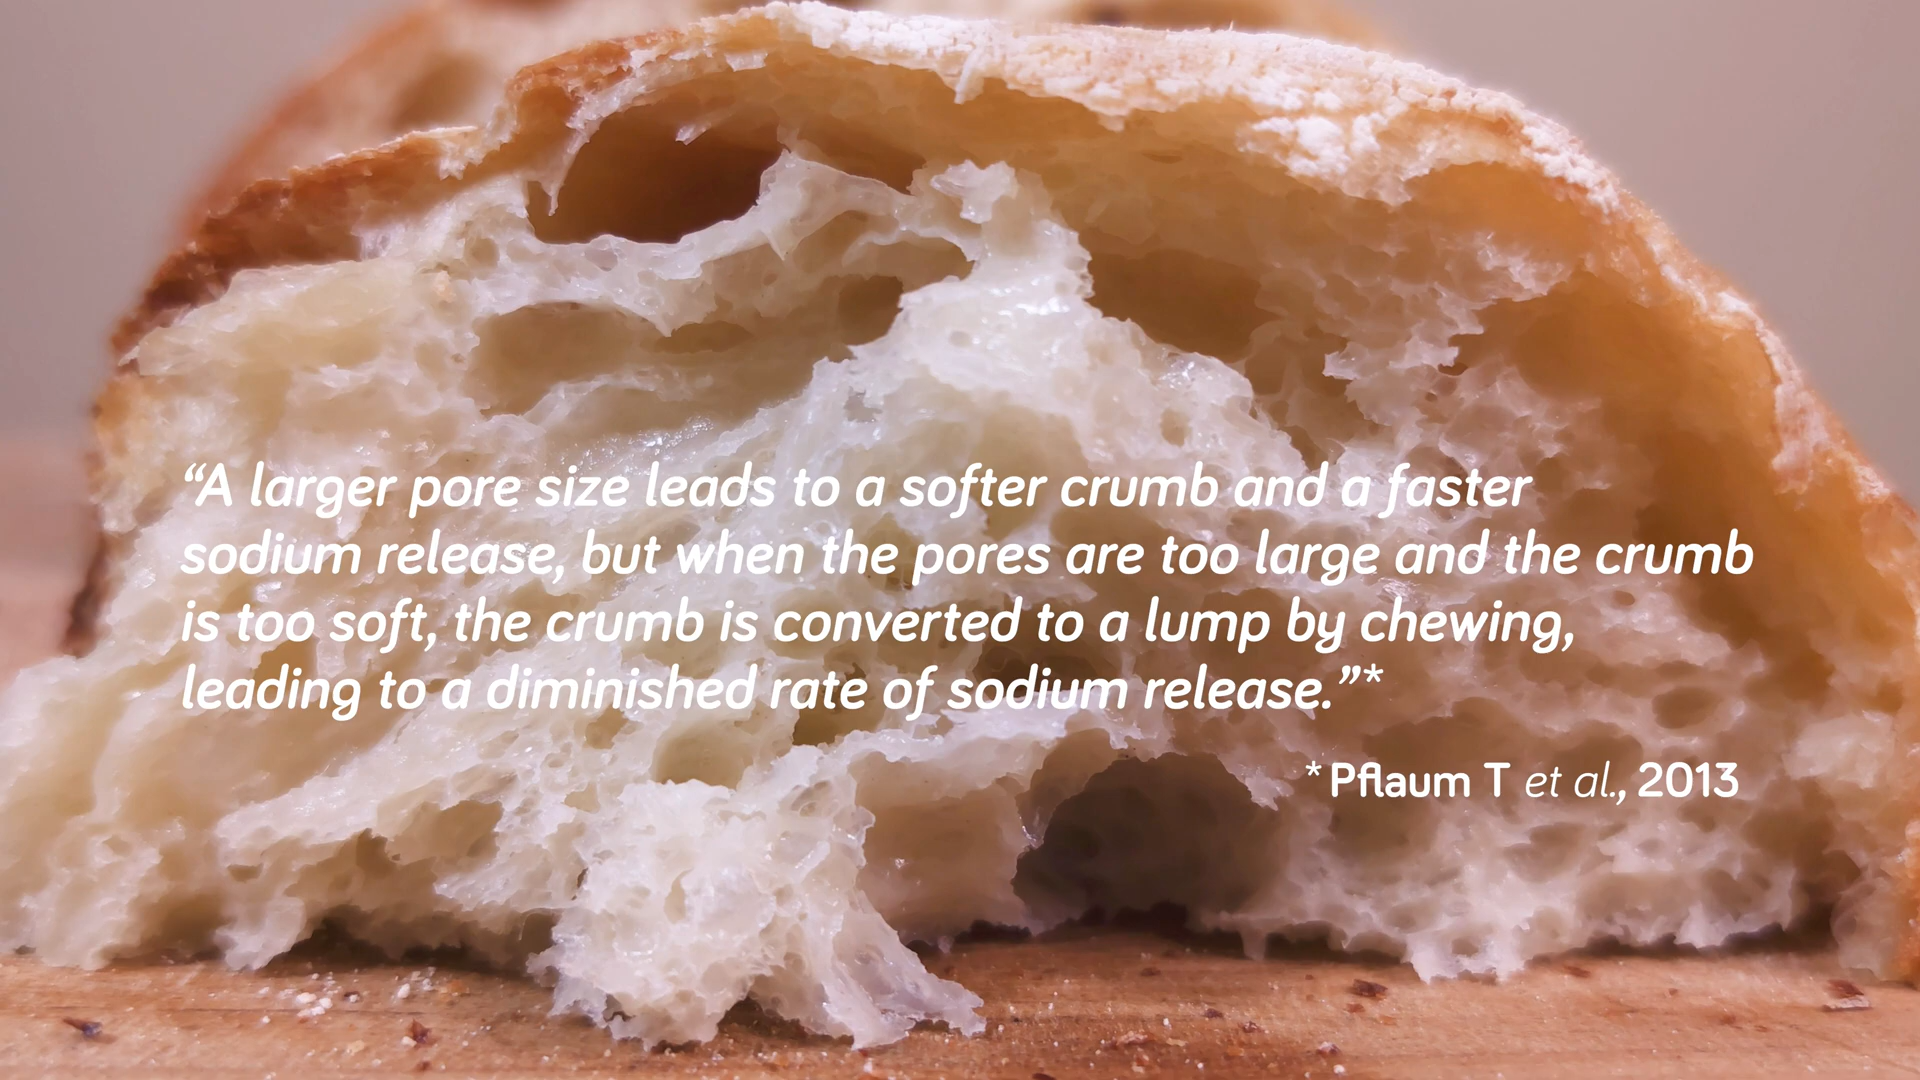 “A larger pore size leads to a softer crumb and a faster
sodium release, but when the pores are too large and the crumb
is too soft, the crumb is converted to a lump by chewing,
leading to a diminished rate of sodium release.”*
* Pflaum T et al., 2013